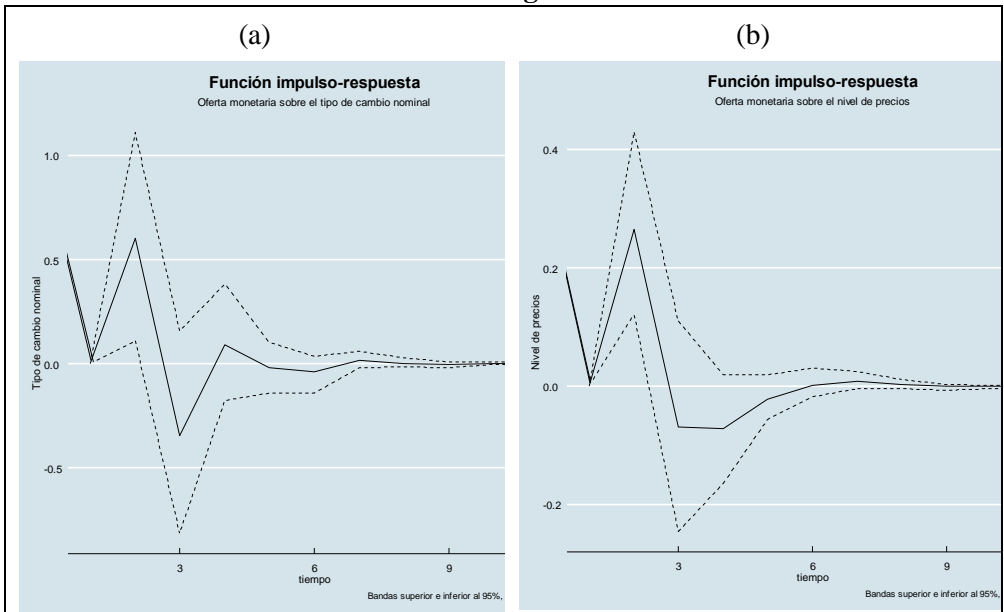 (a)
Función impulso-respuesta
Oferta monetaria sobre el tipo de cambio nominal
Tipo de cambio nominal
1.0
0.5
0.0
-0.5
3
6
9
tiempo
Bandas superior e inferior al 95%,
(b)
Función impulso-respuesta
Oferta monetaria sobre el nivel de precios
Nivel de precios
0.4
0.2
0.0
-0.2
3
6
9
tiempo
Bandas superior e inferior al 95%,